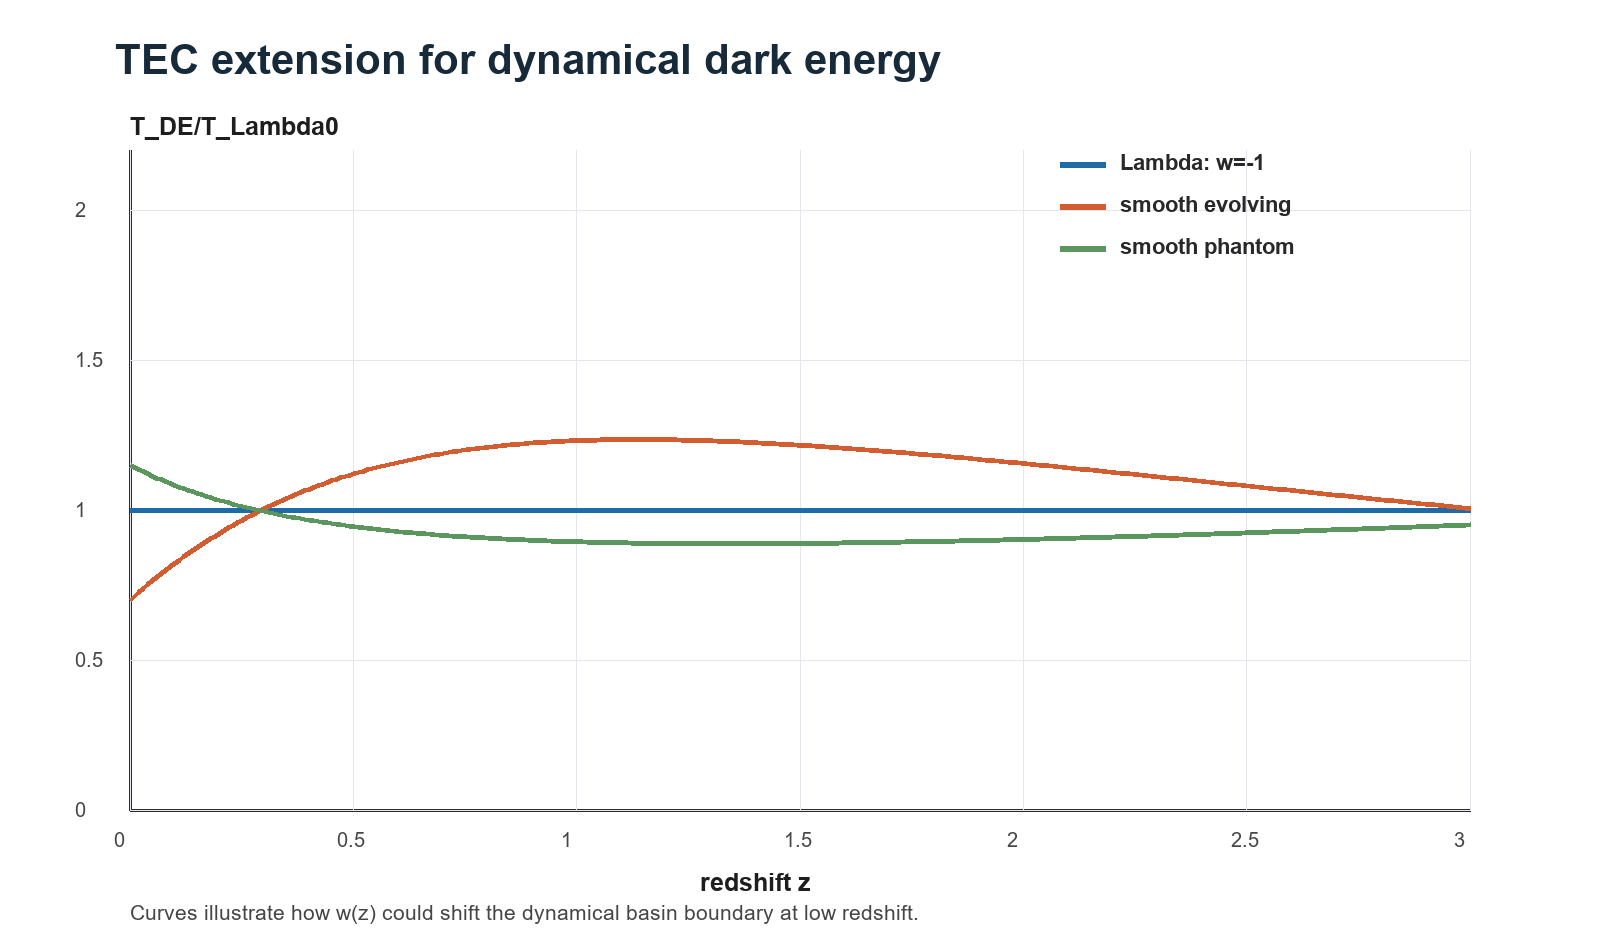 TEC extension for dynamical dark energy
T_DE/T_Lambda0
Lambda: w=-1
smooth evolving
smooth phantom
2
1.5
1
0.5
0
0 0.5 1 1.5 2 2.5 3
redshift z
Curves illustrate how w(z) could shift the dynamical basin boundary at low redshift.